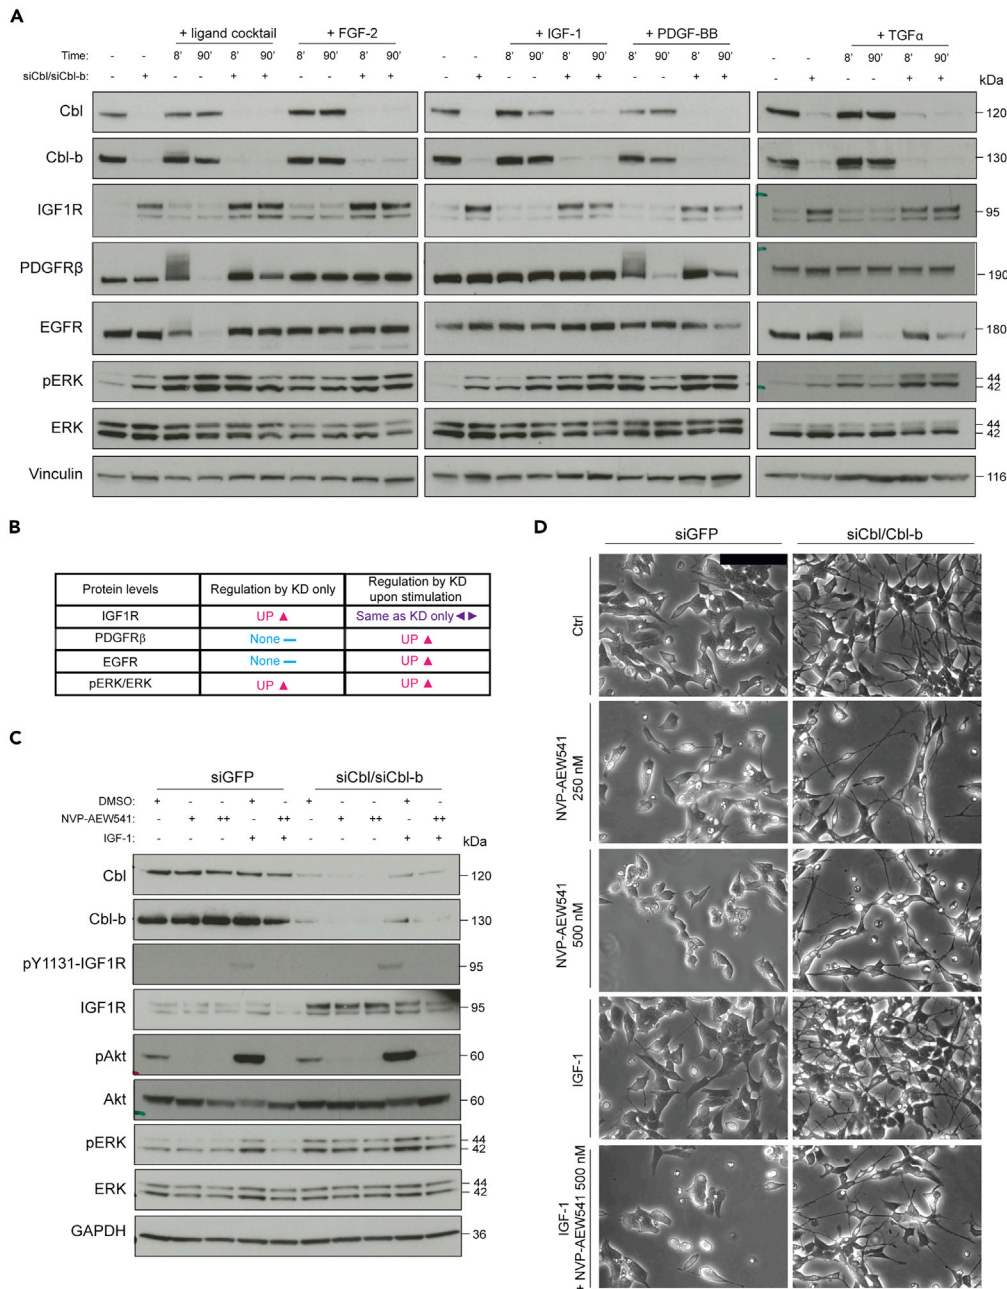 A
+ ligand cocktail + FGF-2 + IGF-1 + PDGF-BB + TGFα
Time: - - 8' 90' 8' 90' 8' 90' 8' 90' - - 8' 90' 8' 90' 8' 90' 8' 90' - - 8' 90' 8' 90'
siCbl/siCbl-b: - + - - + + - - + + - + - - + + - - + + - + - - + + kDa
Cbl 120
Cbl-b 130
IGF1R 95
PDGFRβ 190
EGFR 180
pERK 44
42
ERK 44
42
Vinculin 116
B
Protein levels Regulation by KD only Regulation by KD upon stimulation
IGF1R UP ▲ Same as KD only ◀ ▶
PDGFRβ None — UP ▲
EGFR None — UP ▲
pERK/ERK UP ▲ UP ▲
C
siGFP siCbl/siCbl-b
DMSO: + - - + - + - - + -
NVP-AEW541: - + ++ - ++ - + ++ - ++
IGF-1: - - - + + - - - + + kDa
Cbl 120
Cbl-b 130
pY1131-IGF1R 95
IGF1R 95
pAkt 60
Akt 60
pERK 44
42
ERK 44
42
GAPDH 36
D
siGFP siCbl/Cbl-b
Ctrl
NVP-AEW541
250 nM
NVP-AEW541
500 nM
IGF-1
IGF-1
+ NVP-AEW541 500 nM